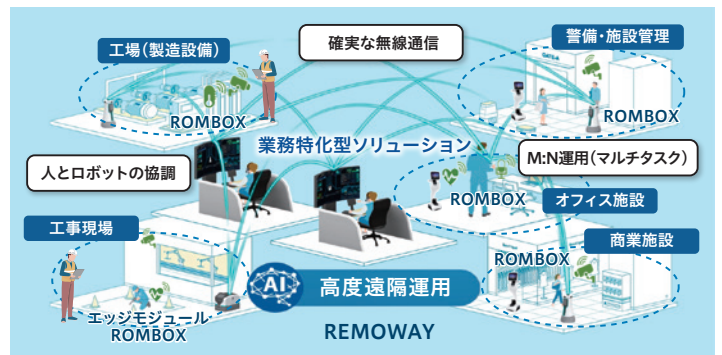 工場(製造設備)
確実な無線通信
警備・施設管理
ROMBOX
ROMBOX
業務特化型ソリューション
人とロボットの協調
M:N運用(マルチタスク)
ROMBOX
オフィス施設
工事現場
商業施設
ROMBOX
AI
高度遠隔運用
エッジモジュール
ROMBOX
REMOWAY